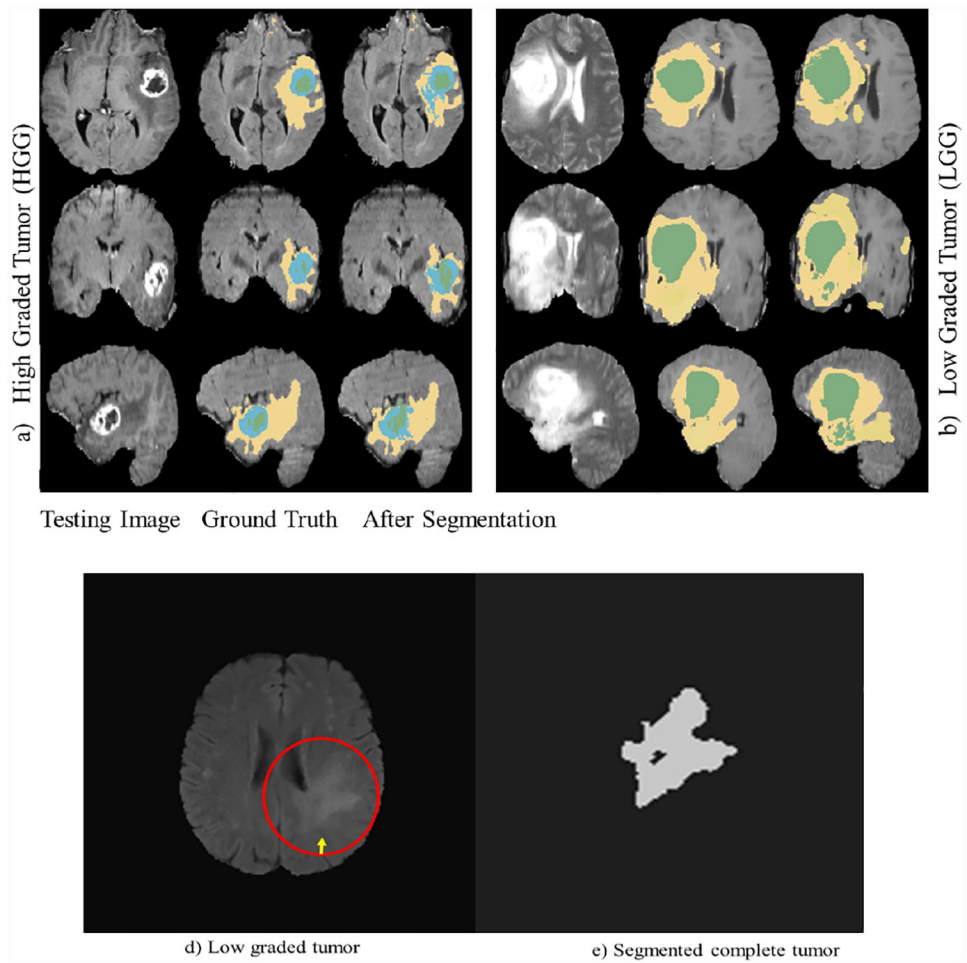 a) High Graded Tumor (HGG)
b) Low Graded Tumor (LGG)
Testing Image Ground Truth After Segmentation
d) Low graded tumor
e) Segmented complete tumor